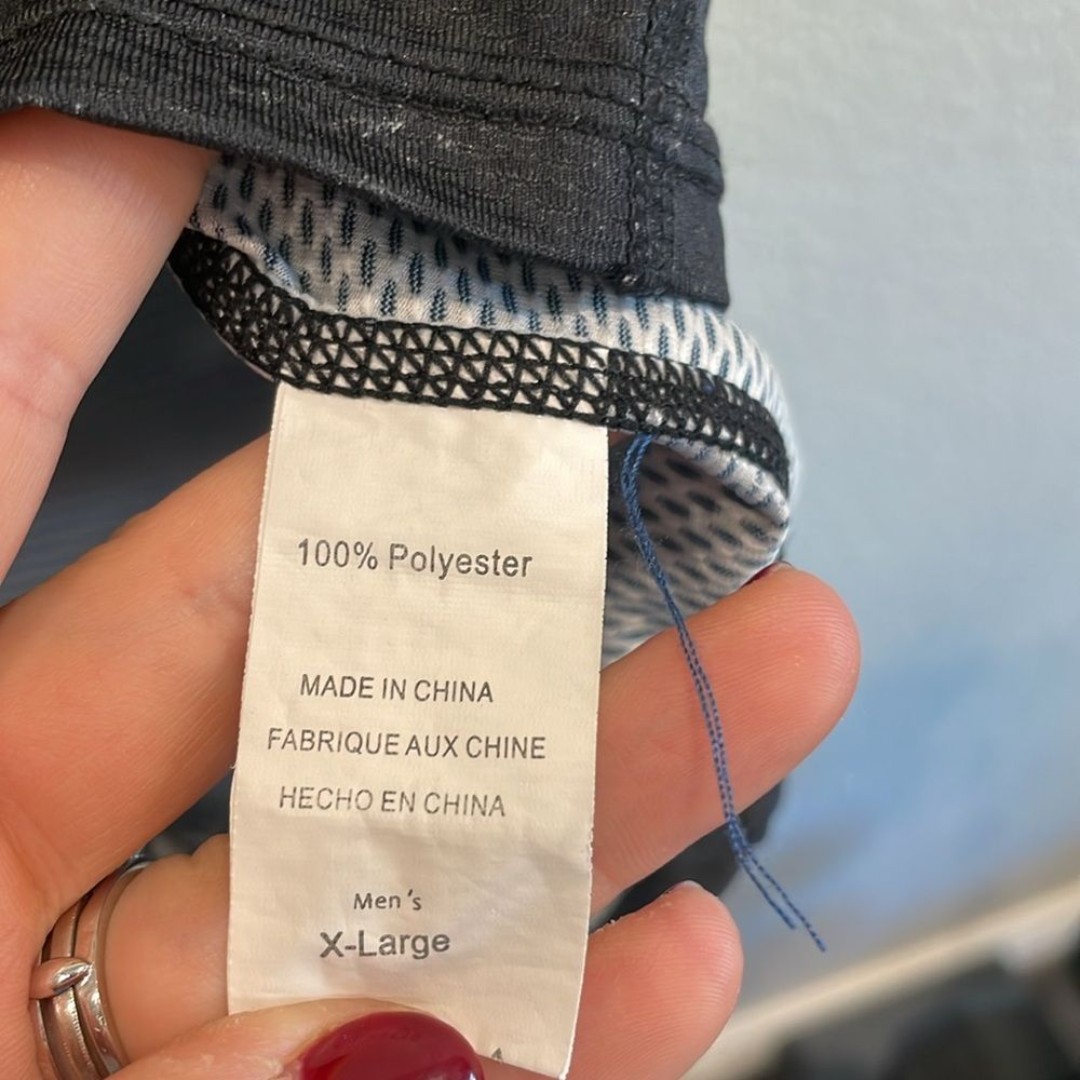 100% Polyester
MADE IN CHINA
FABRIQUE AUX CHINE
HECHO EN CHINA
Men's
X-Large